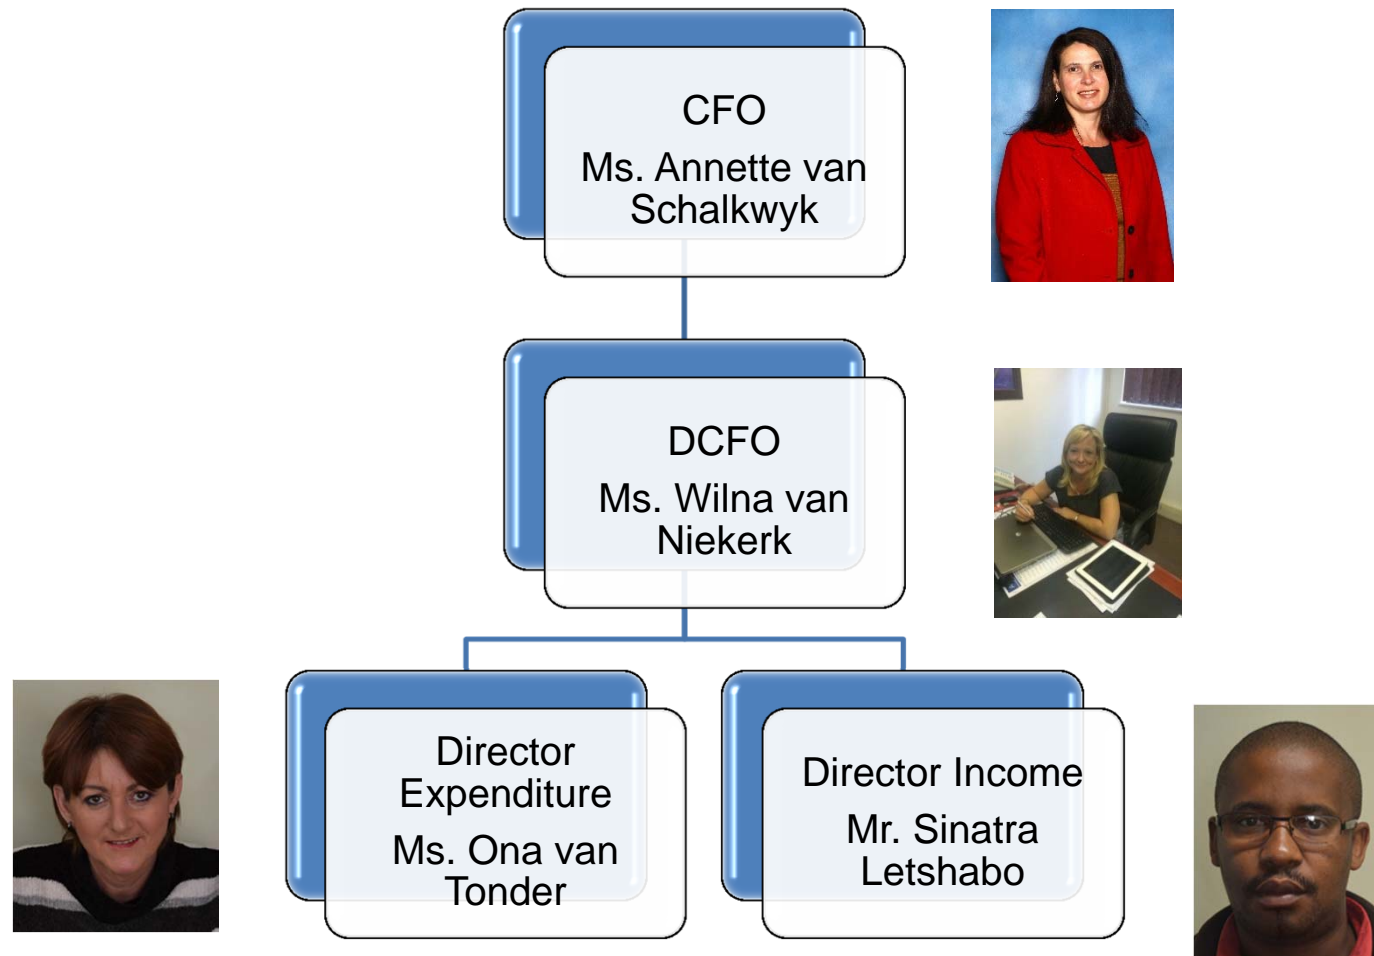 CFO
Ms. Annette van
Schalkwyk
DCFO
Ms. Wilna van
Niekerk
Director
Expenditure
Ms. Ona van
Tonder
Director Income
Mr. Sinatra
Letshabo